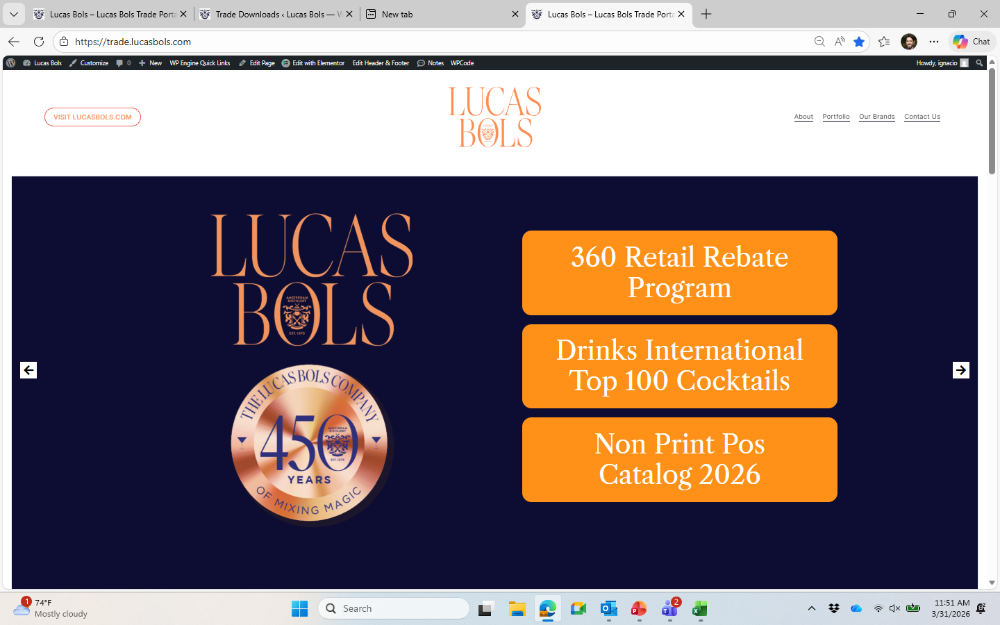 Lucas Bols – Lucas Bols Trade Porta
Trade Downloads ‹ Lucas Bols — W
New tab
Lucas Bols – Lucas Bols Trade Porta
https://trade.lucasbols.com
Chat
Lucas Bols
Customize
0
New
WP Engine Quick Links
Edit Page
Edit with Elementor
Edit Header & Footer
Notes
WPCode
Howdy, ignacio
VISIT LUCASBOLS.COM
LUCAS
BOLS
About
Portfolio
Our Brands
Contact Us
LUCAS
BOLS
AMSTERDAM
DISTILLERY
EST. 1575
THE LUCAS BOLS COMPANY
450
AMSTERDAM
DISTILLERY
EST. 1575
YEARS
OF MIXING MAGIC
360 Retail Rebate
Program
Drinks International
Top 100 Cocktails
Non Print Pos
Catalog 2026
1
74°F
Mostly cloudy
Search
2
11:51 AM
3/31/2026